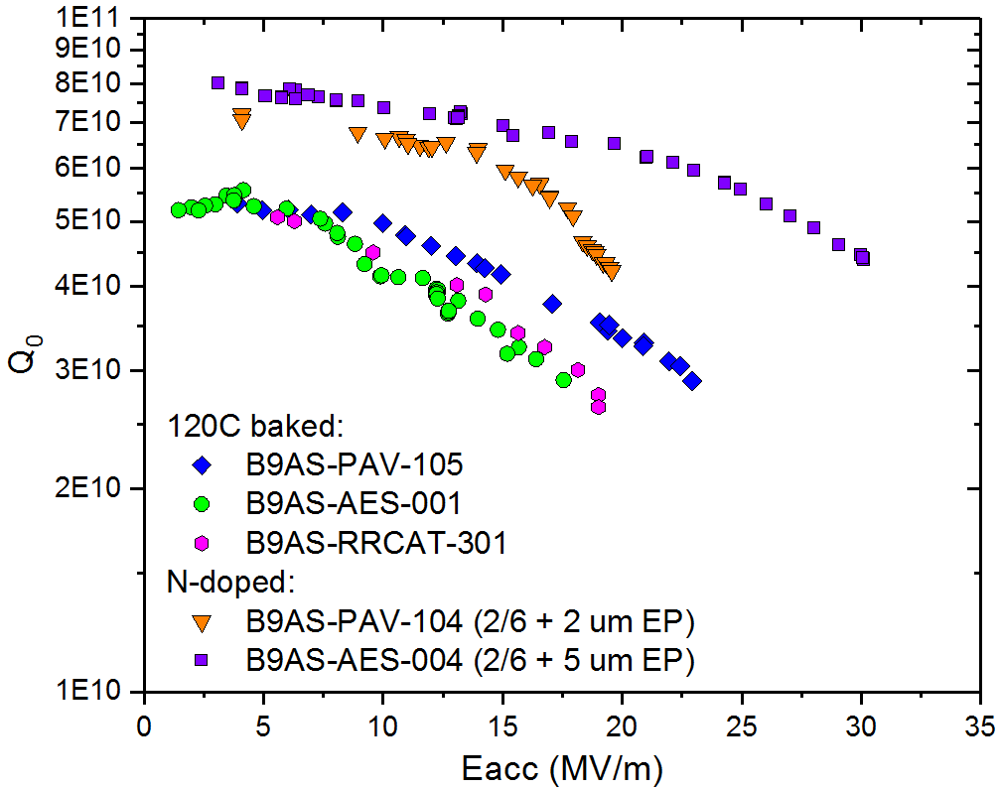 1E11
9E10
8E10
7E10
6E10
5E10
4E10
3E10
2E10
1E10
Q0
120C baked:
B9AS-PAV-105
B9AS-AES-001
B9AS-RRCAT-301
N-doped:
B9AS-PAV-104 (2/6 + 2 um EP)
B9AS-AES-004 (2/6 + 5 um EP)
0 5 10 15 20 25 30 35
Eacc (MV/m)